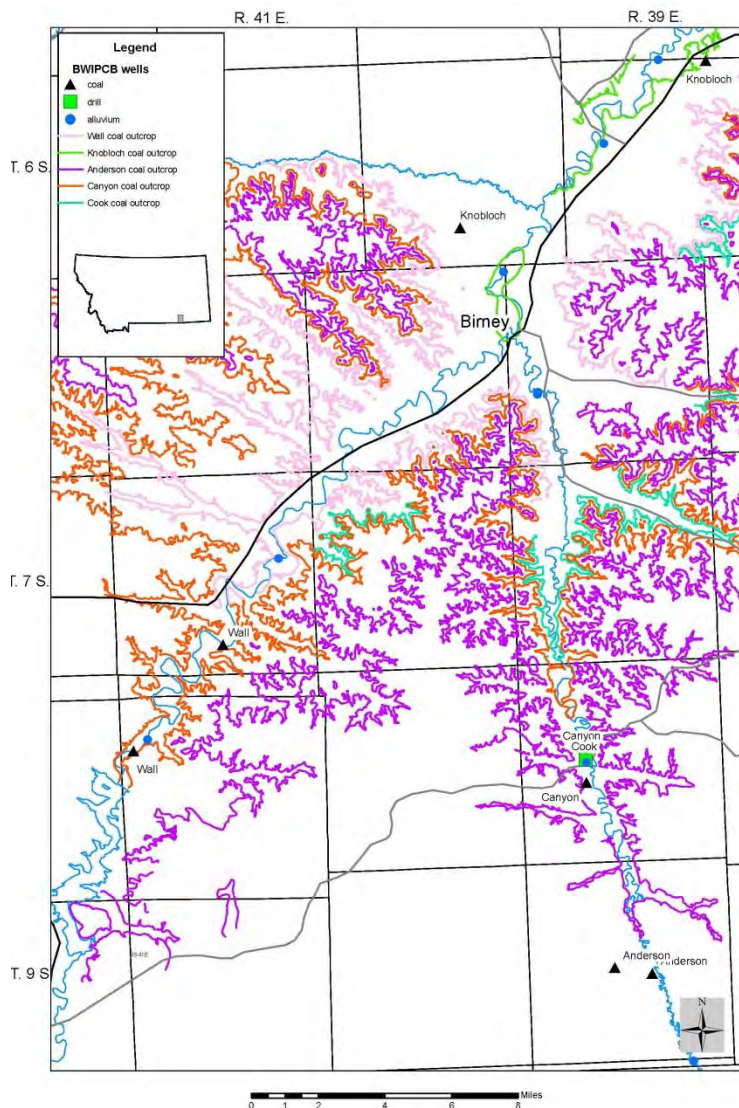 R. 41 E.
R. 39 E.
Legend
BWIPCB wells
coal
drill
alluvium
Wall coal outcrop
Knobloch coal outcrop
Anderson coal outcrop
Canyon coal outcrop
Cook coal outcrop
Knobloch
T. 6 S.
Knobloch
Birney
T. 7 S.
Wall
Wall
Canyon
Cook
Canyon
Anderson
T. 9 S.
N
Miles
0 1 2 4 6 8